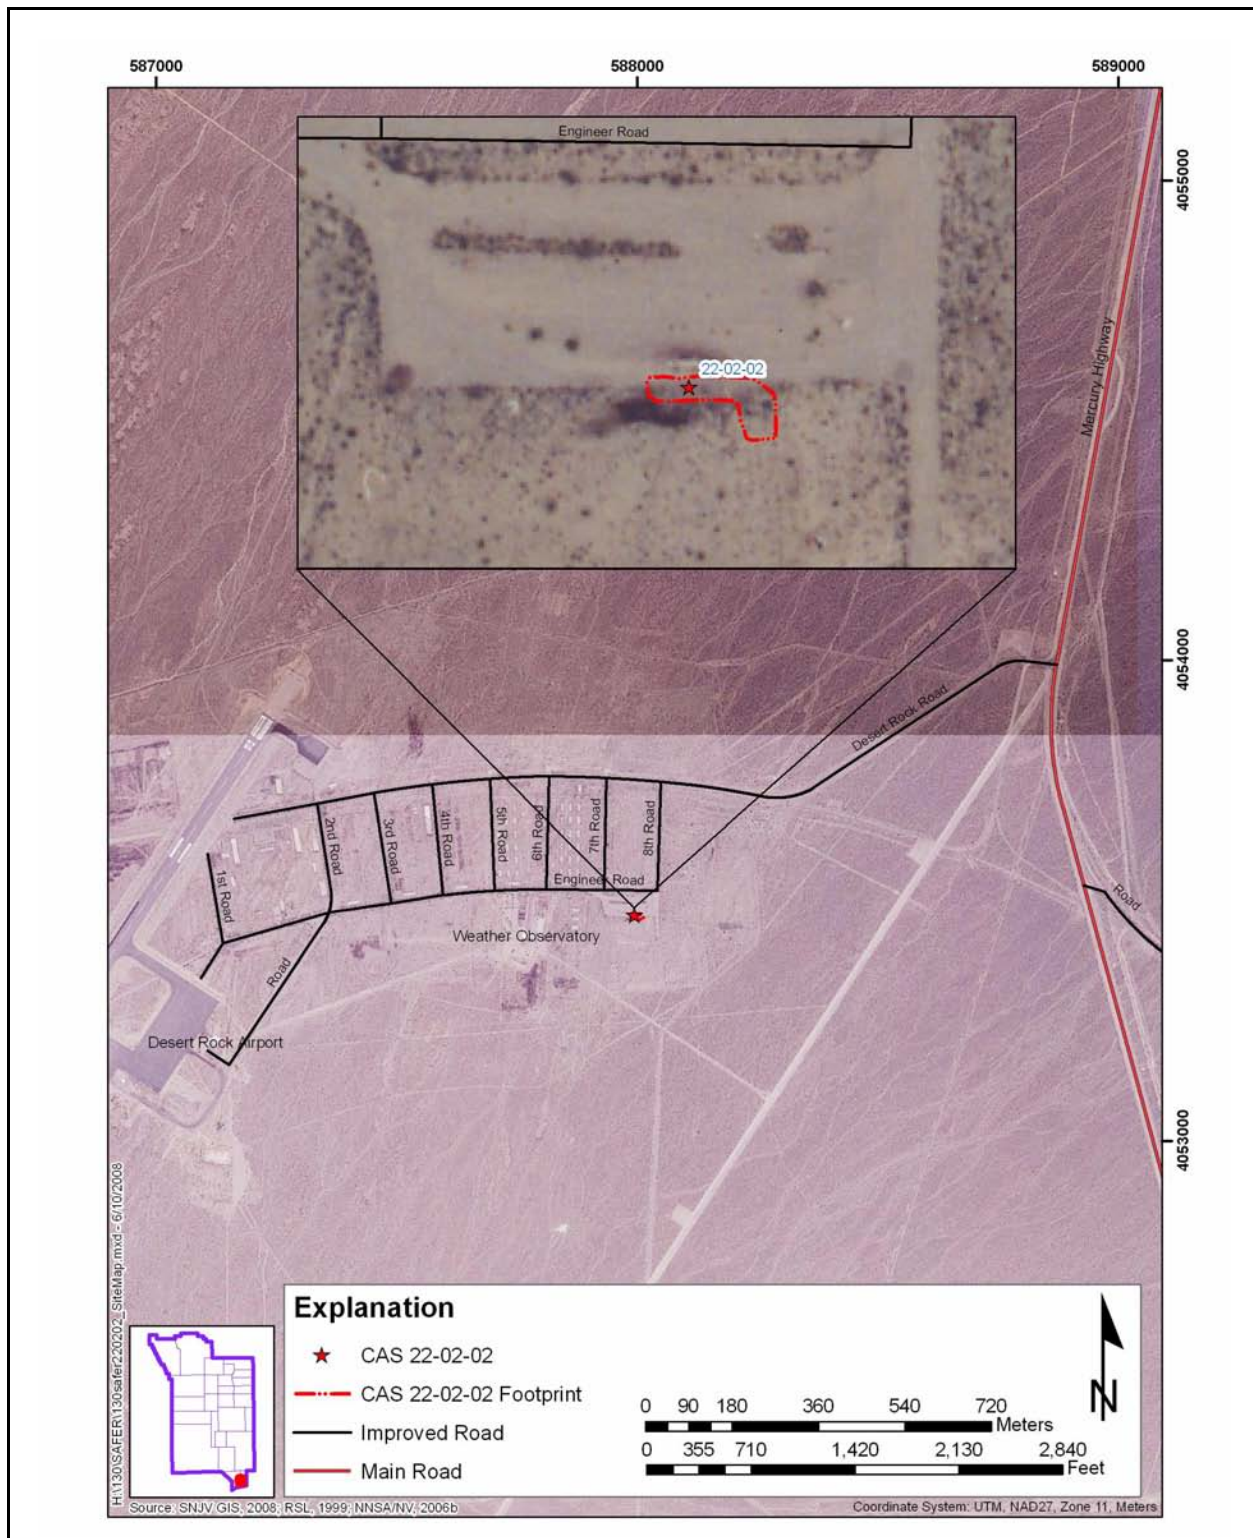 587000
588000
589000
Engineer Road
4055000
22-02-02
Mercury Highway
4054000
Desert Rock Road
1st Road
2nd Road
3rd Road
4th Road
5th Road
6th Road
7th Road
8th Road
Engineer Road
Road
Weather Observatory
Road
Desert Rock Airport
4053000
H:\130\SAFER\130safer220202_SiteMap.mxd - 6/10/2008
Explanation
CAS 22-02-02
CAS 22-02-02 Footprint
Improved Road
Main Road
0 90 180 360 540 720
Meters
0 355 710 1,420 2,130 2,840
Feet
N
Source: SNJV GIS, 2008; RSL, 1999; NNSA/NV, 2006b
Coordinate System: UTM, NAD27, Zone 11, Meters